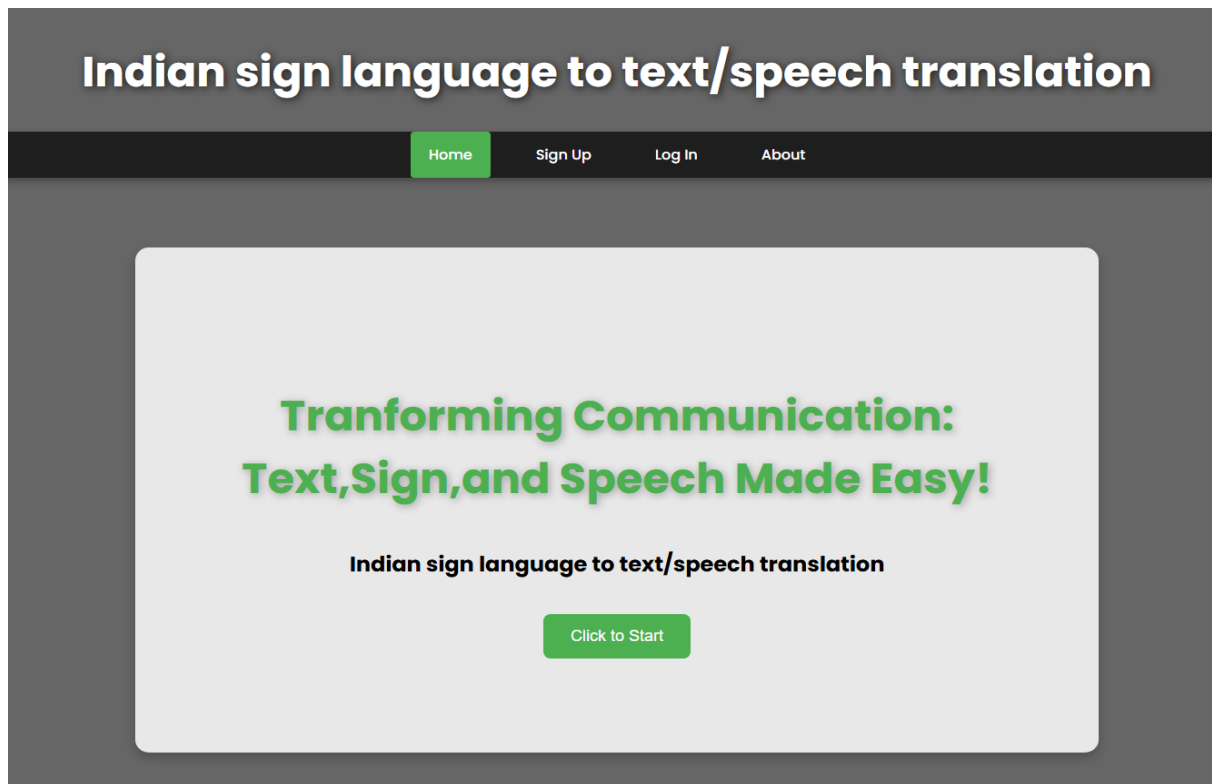 Indian sign language to text/speech translation
Home Sign Up Log In About
Tranforming Communication:
Text,Sign,and Speech Made Easy!
Indian sign language to text/speech translation
Click to Start